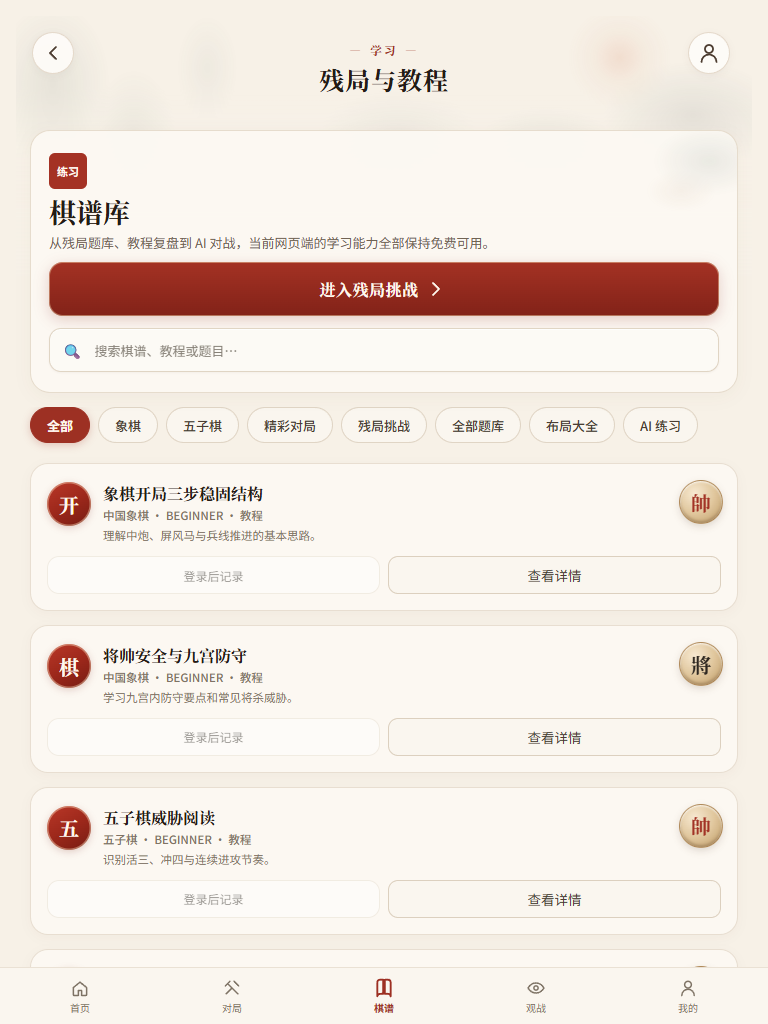 学习
残局与教程
练习
棋谱库
从残局题库、教程复盘到 AI 对战，当前网页端的学习能力全部保持免费可用。
进入残局挑战
搜索棋谱、教程或题目…
全部 象棋 五子棋 精彩对局 残局挑战 全部题库 布局大全 AI 练习
开
象棋开局三步稳固结构
帥
中国象棋 • BEGINNER • 教程
理解中炮、屏风马与兵线推进的基本思路。
登录后记录 查看详情
棋
将帅安全与九宫防守
將
中国象棋 • BEGINNER • 教程
学习九宫内防守要点和常见将杀威胁。
登录后记录 查看详情
五
五子棋威胁阅读
帥
五子棋 • BEGINNER • 教程
识别活三、冲四与连续进攻节奏。
登录后记录 查看详情
首页 对局 棋谱 观战 我的